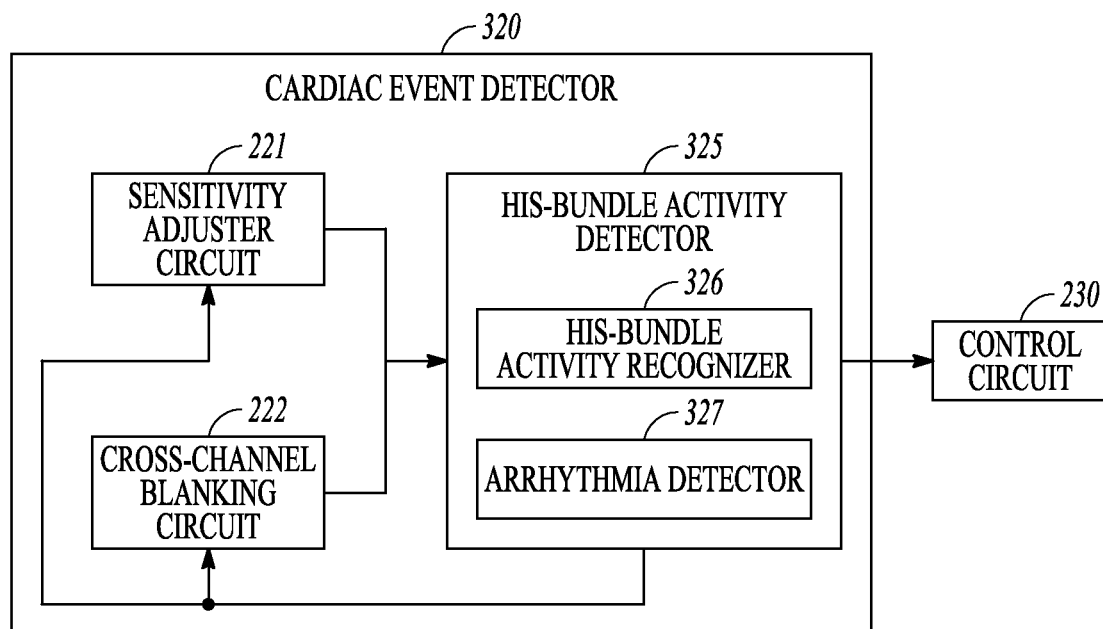 320
CARDIAC EVENT DETECTOR
221
SENSITIVITY
ADJUSTER
CIRCUIT
222
CROSS-CHANNEL
BLANKING
CIRCUIT
325
HIS-BUNDLE ACTIVITY
DETECTOR
326
HIS-BUNDLE
ACTIVITY RECOGNIZER
327
ARRHYTHMIA DETECTOR
230
CONTROL
CIRCUIT